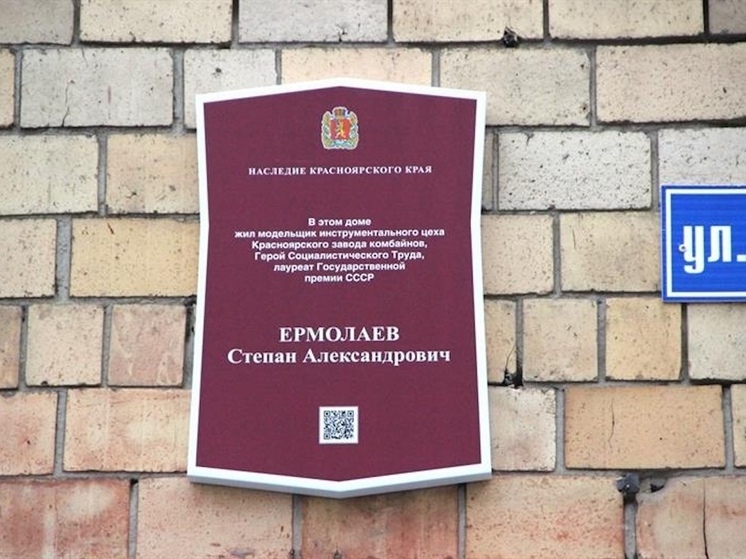 НАСЛЕДИЕ КРАСНОЯРСКОГО КРАЯ
В этом доме
жил модельщик инструментального цеха
Красноярского завода комбайнов,
Герой Социалистического Труда,
лауреат Государственной
премии СССР
ЕРМОЛАЕВ
Степан Александрович
ул.